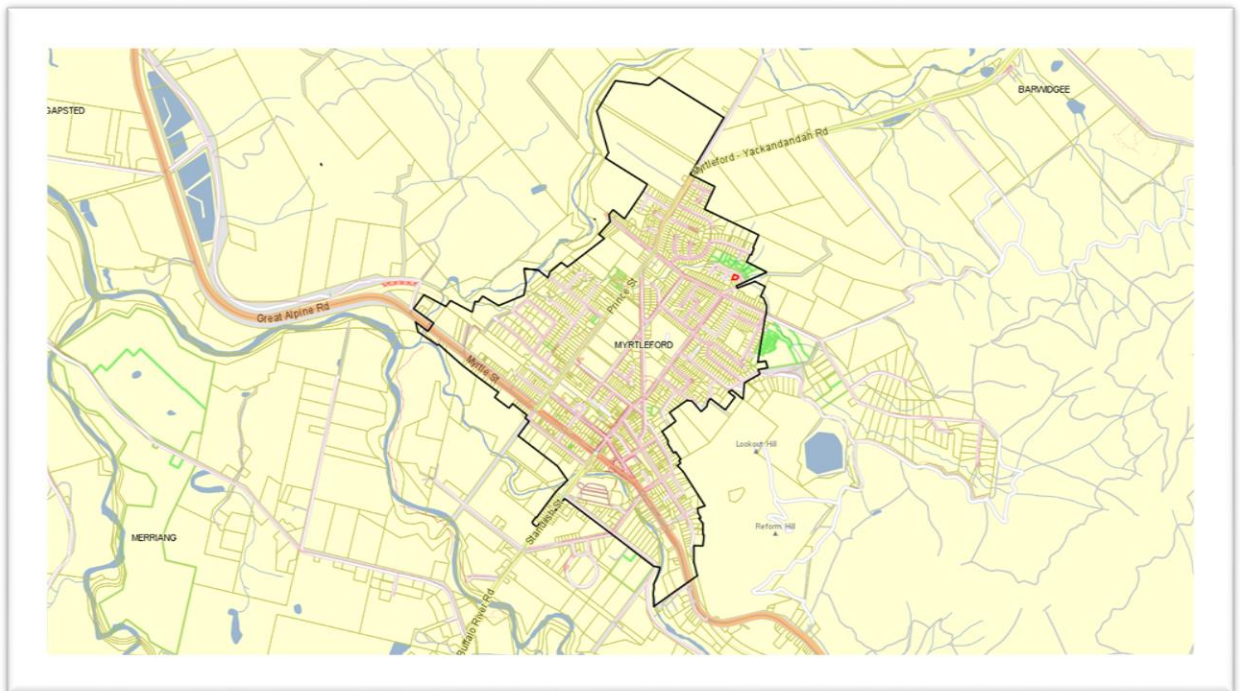 GAPSTED
BARWIDGEE
Myrtleford - Yackandandah Rd
Great Alpine Rd
Prince St
MYRTLEFORD
Myrtle St
Lookout Hill
Standish St
Reform Hill
MERRIANG
Buffalo River Rd